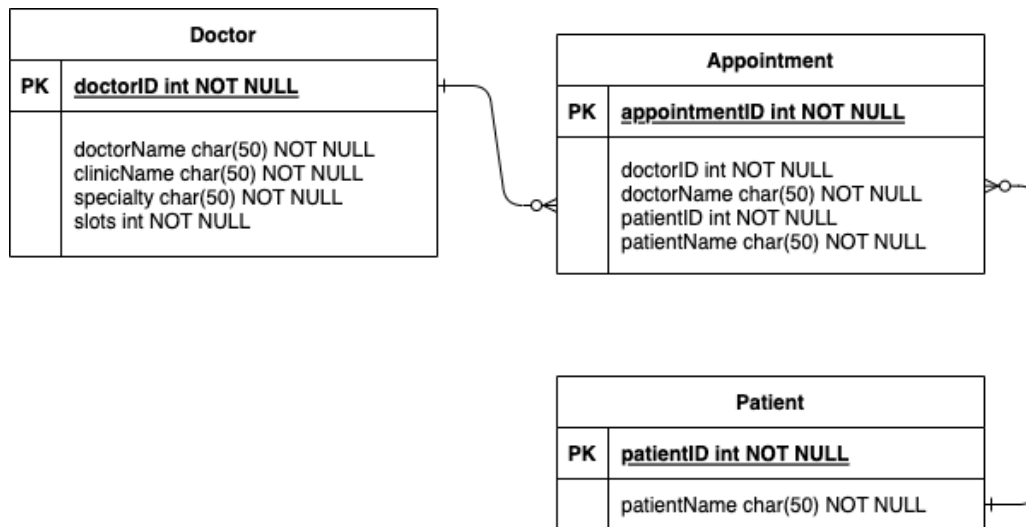 Doctor
PK doctorID int NOT NULL
doctorName char(50) NOT NULL
clinicName char(50) NOT NULL
specialty char(50) NOT NULL
slots int NOT NULL
Appointment
PK appointmentID int NOT NULL
doctorID int NOT NULL
doctorName char(50) NOT NULL
patientID int NOT NULL
patientName char(50) NOT NULL
Patient
PK patientID int NOT NULL
patientName char(50) NOT NULL